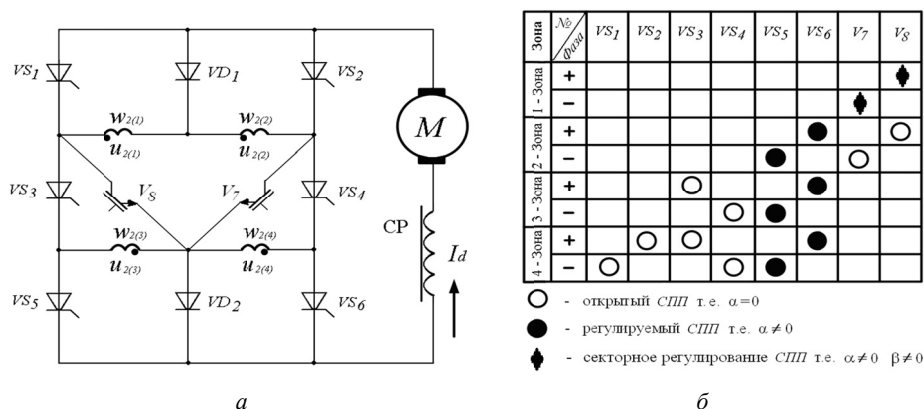 VS1
VD1
VS2
w2(1)
w2(2)
u2(1)
u2(2)
M
VS3
V8
V7
VS4
w2(3)
w2(4)
u2(3)
u2(4)
СР
Id
VS5
VD2
VS6
а
Зона № Фаза VS1 VS2 VS3 VS4 VS5 VS6 V7 V8
1 - Зона
+
−
2 - Зона
+
−
3 - Зона
+
−
4 - Зона
+
−
- открытый СПП т.е. α=0
- регулируемый СПП т.е. α≠0
- секторное регулирование СПП т.е. α≠0 β≠0
б